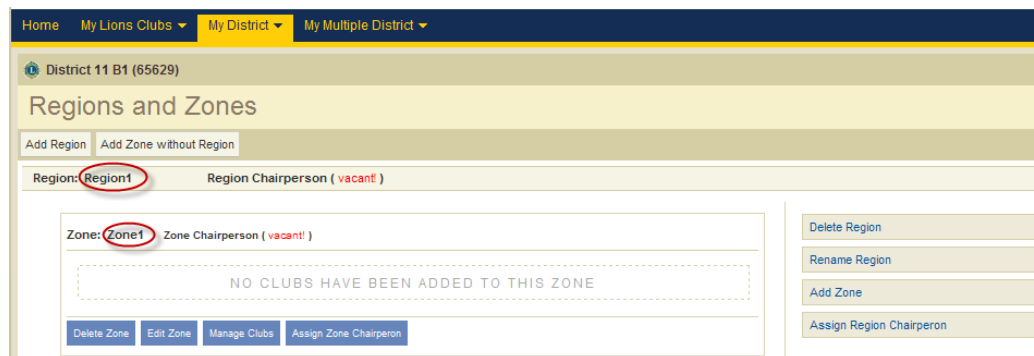 Home My Lions Clubs My District My Multiple District
District 11 B1 (65629)
Regions and Zones
Add Region Add Zone without Region
Region: Region1 Region Chairperson ( vacant! )
Zone: Zone1 Zone Chairperson ( vacant! )
NO CLUBS HAVE BEEN ADDED TO THIS ZONE
Delete Zone Edit Zone Manage Clubs Assign Zone Chairperon
Delete Region
Rename Region
Add Zone
Assign Region Chairperon